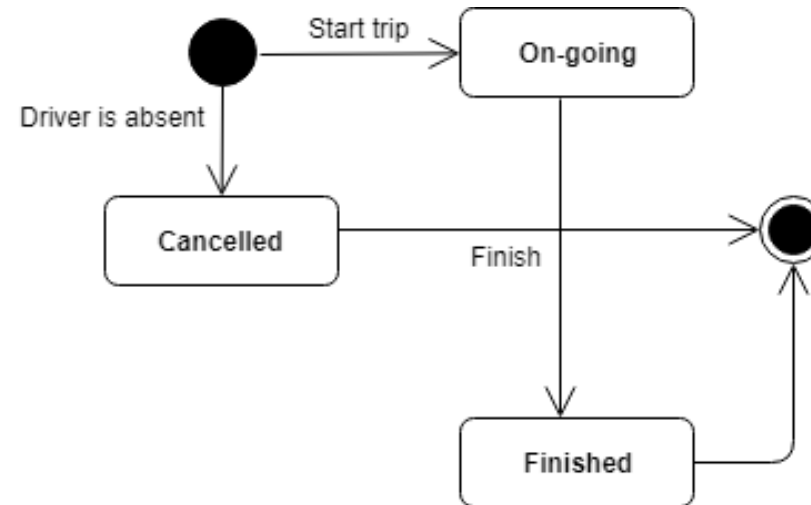 Start trip
On-going
Driver is absent
Cancelled
Finish
Finished